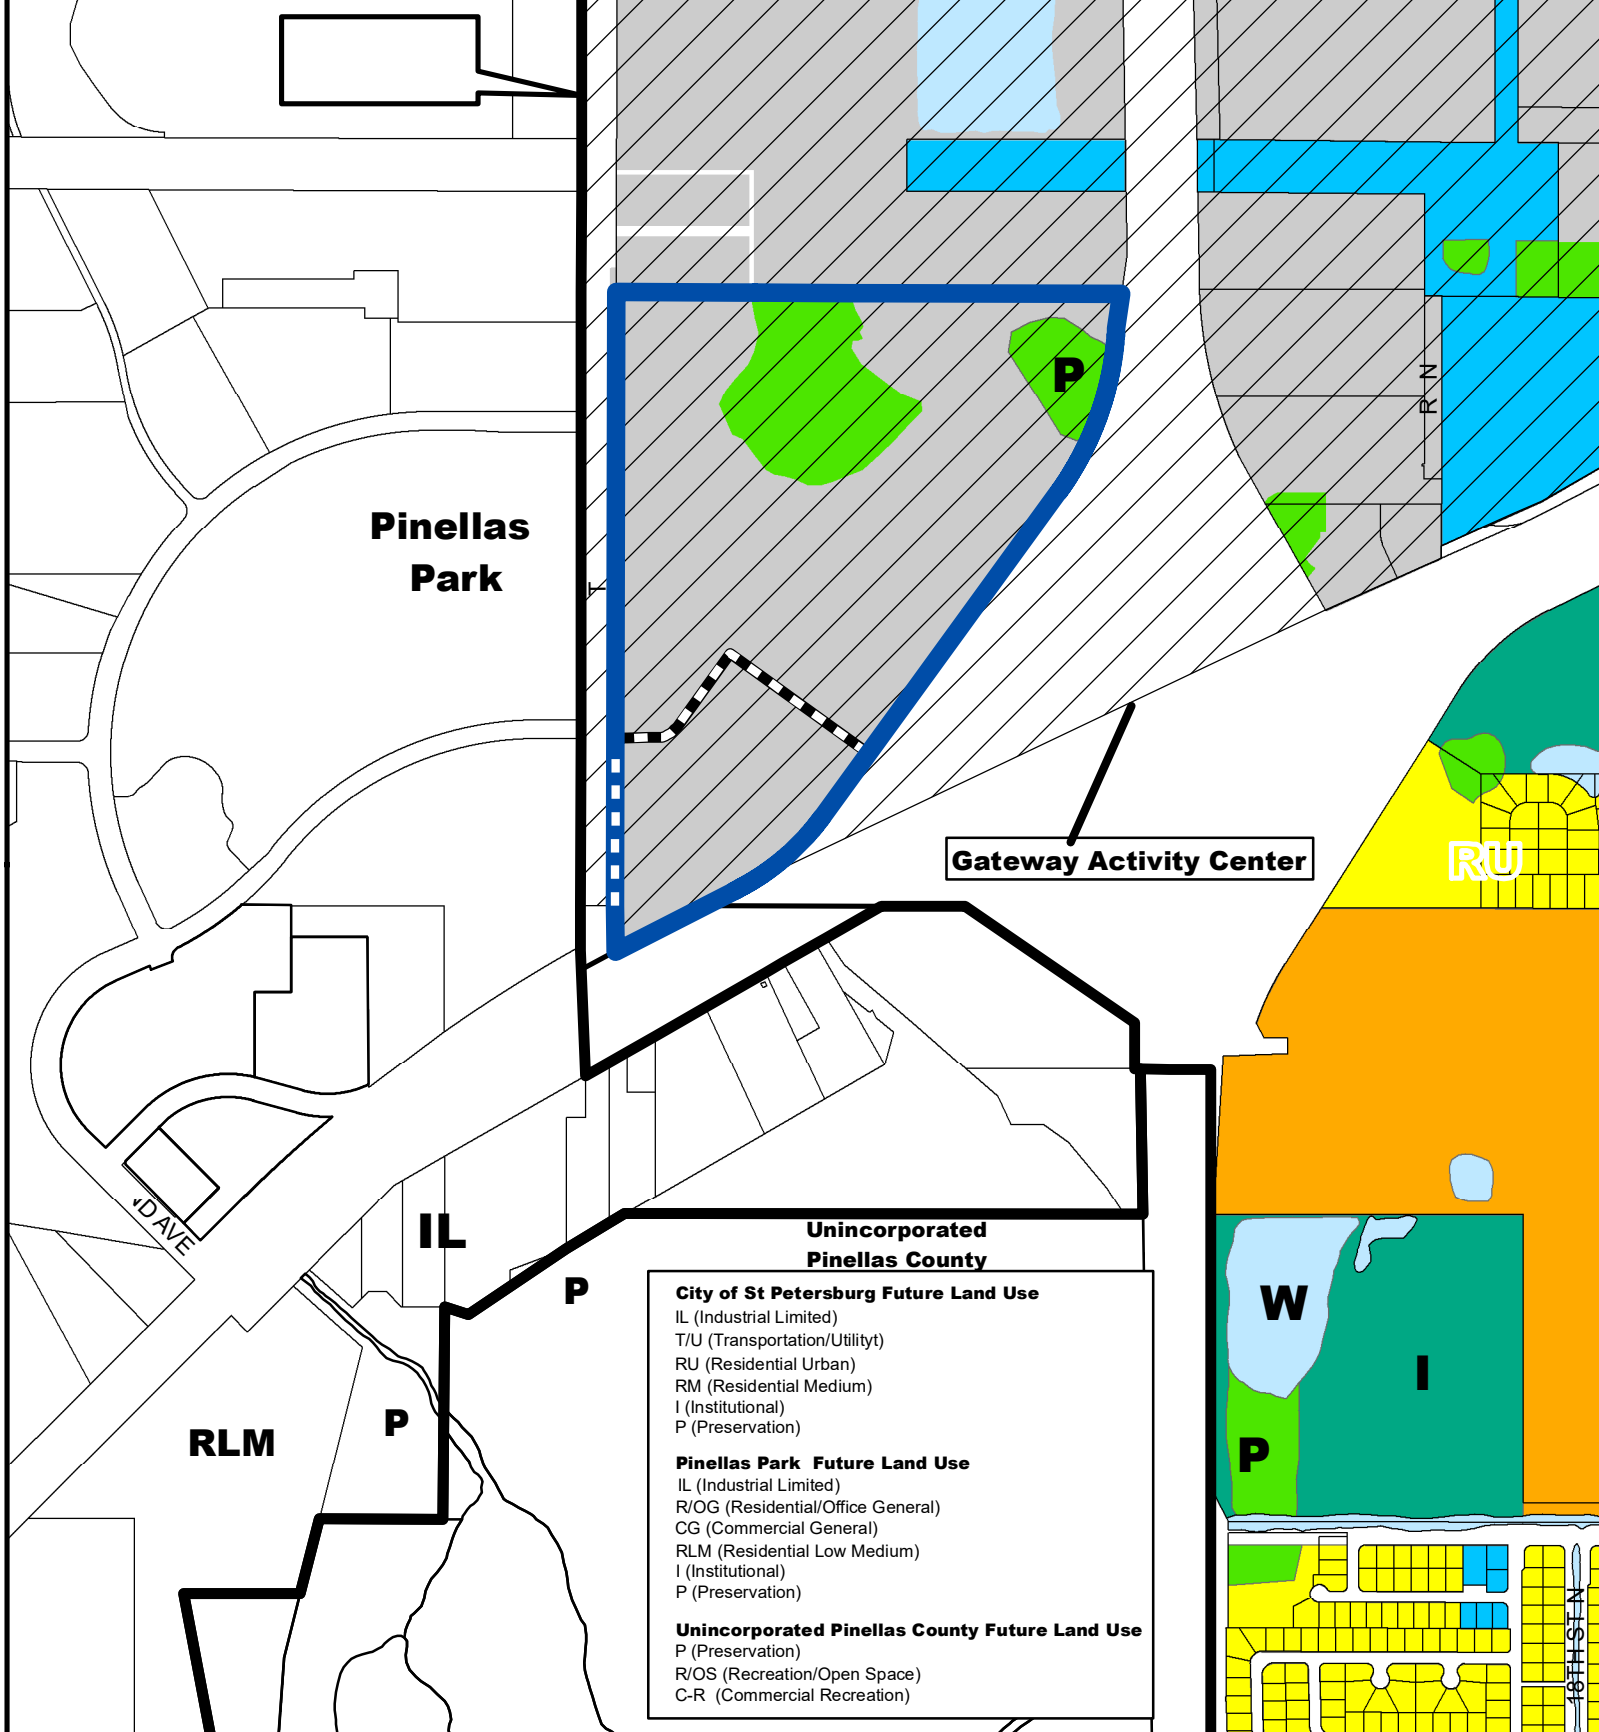 P
R N
Pinellas
Park
T
Gateway Activity Center
RU
AVE
IL
P
Unincorporated
Pinellas County
City of St Petersburg Future Land Use
IL (Industrial Limited)
T/U (Transportation/Utilityt)
RU (Residential Urban)
RM (Residential Medium)
I (Institutional)
P (Preservation)
Pinellas Park Future Land Use
IL (Industrial Limited)
R/OG (Residential/Office General)
CG (Commercial General)
RLM (Residential Low Medium)
I (Institutional)
P (Preservation)
Unincorporated Pinellas County Future Land Use
P (Preservation)
R/OS (Recreation/Open Space)
C-R (Commercial Recreation)
W
I
P
RLM
P
18TH ST N